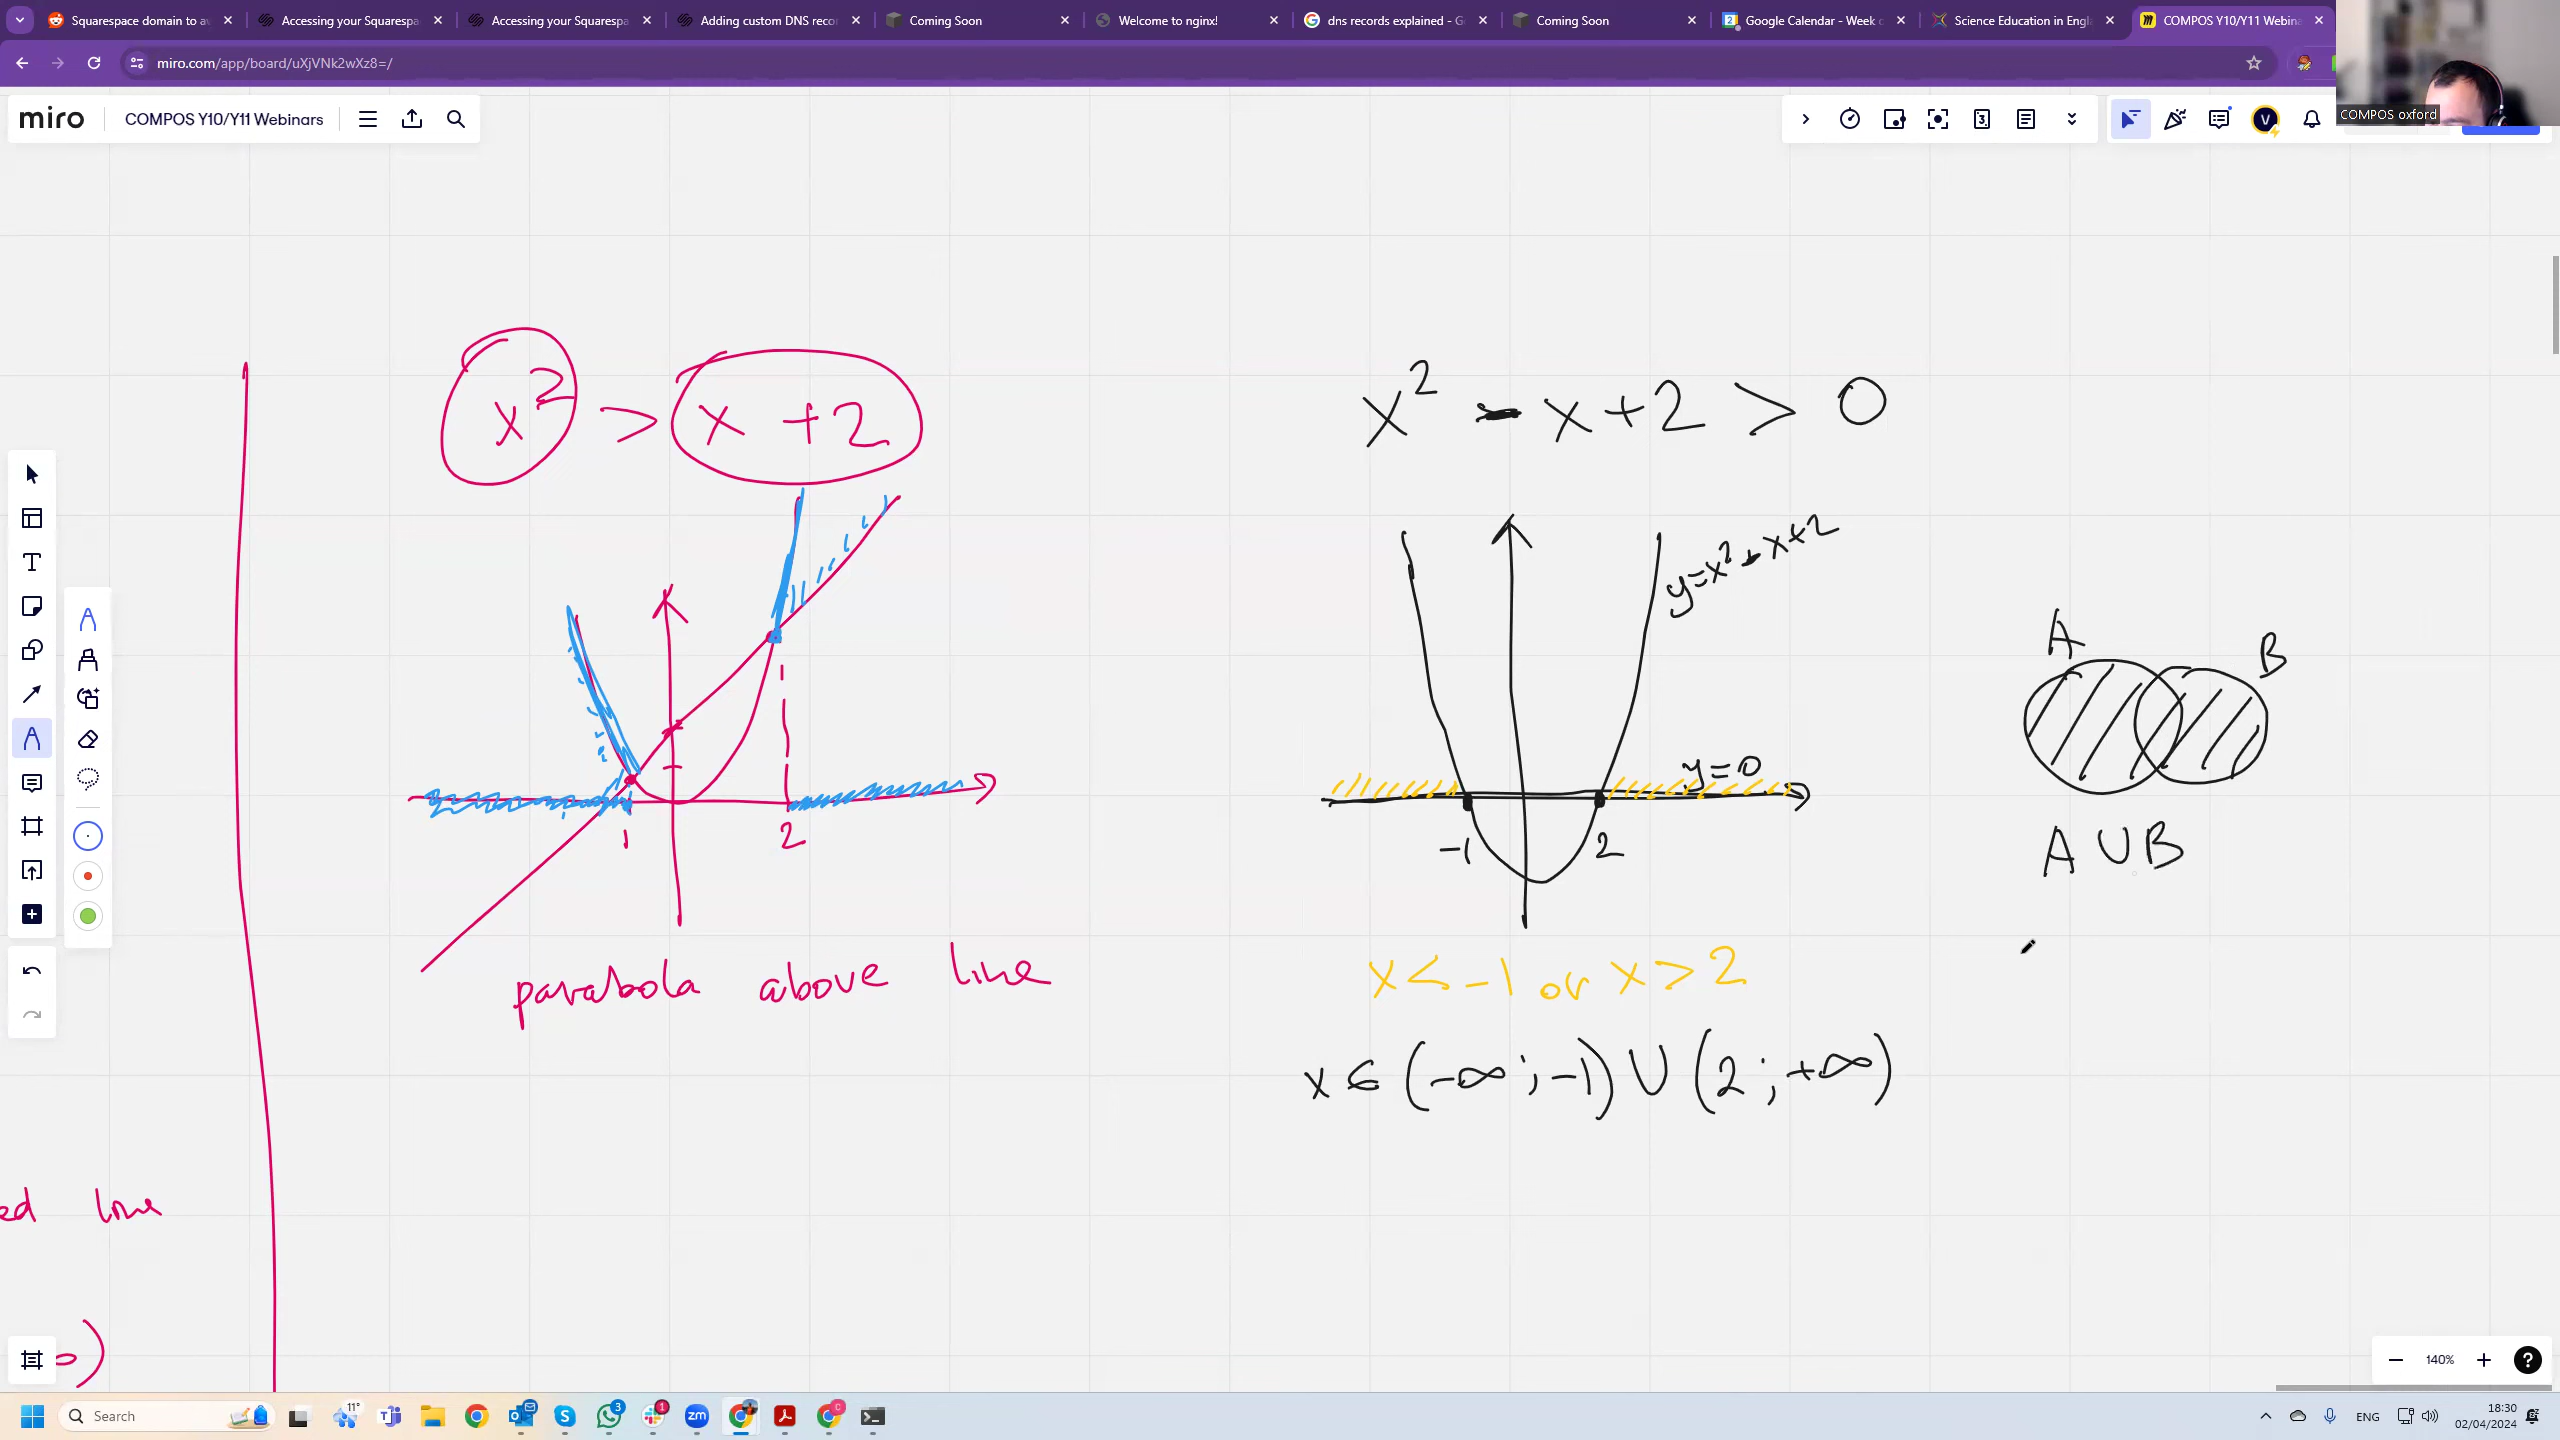 Squarespace domain to a
Accessing your Squarespa
Accessing your Squarespa
Adding custom DNS reco
Coming Soon
Welcome to nginx!
dns records explained - G
Coming Soon
Google Calendar - Week
Science Education in Engl
COMPOS Y10/Y11 Webina
miro.com/app/board/uXjVNk2wXz8=/
miro
COMPOS Y10/Y11 Webinars
V
COMPOS oxford
x² > x + 2
1
2
parabola above line
ed line
x² - x + 2 > 0
y = x² - x + 2
y = 0
-1
2
x < -1 or x > 2
x ∈ (-∞ ; -1) ∪ (2 ; +∞)
A
B
A ∪ B
140%
Search
11°
3
1
ENG
18:30
02/04/2024